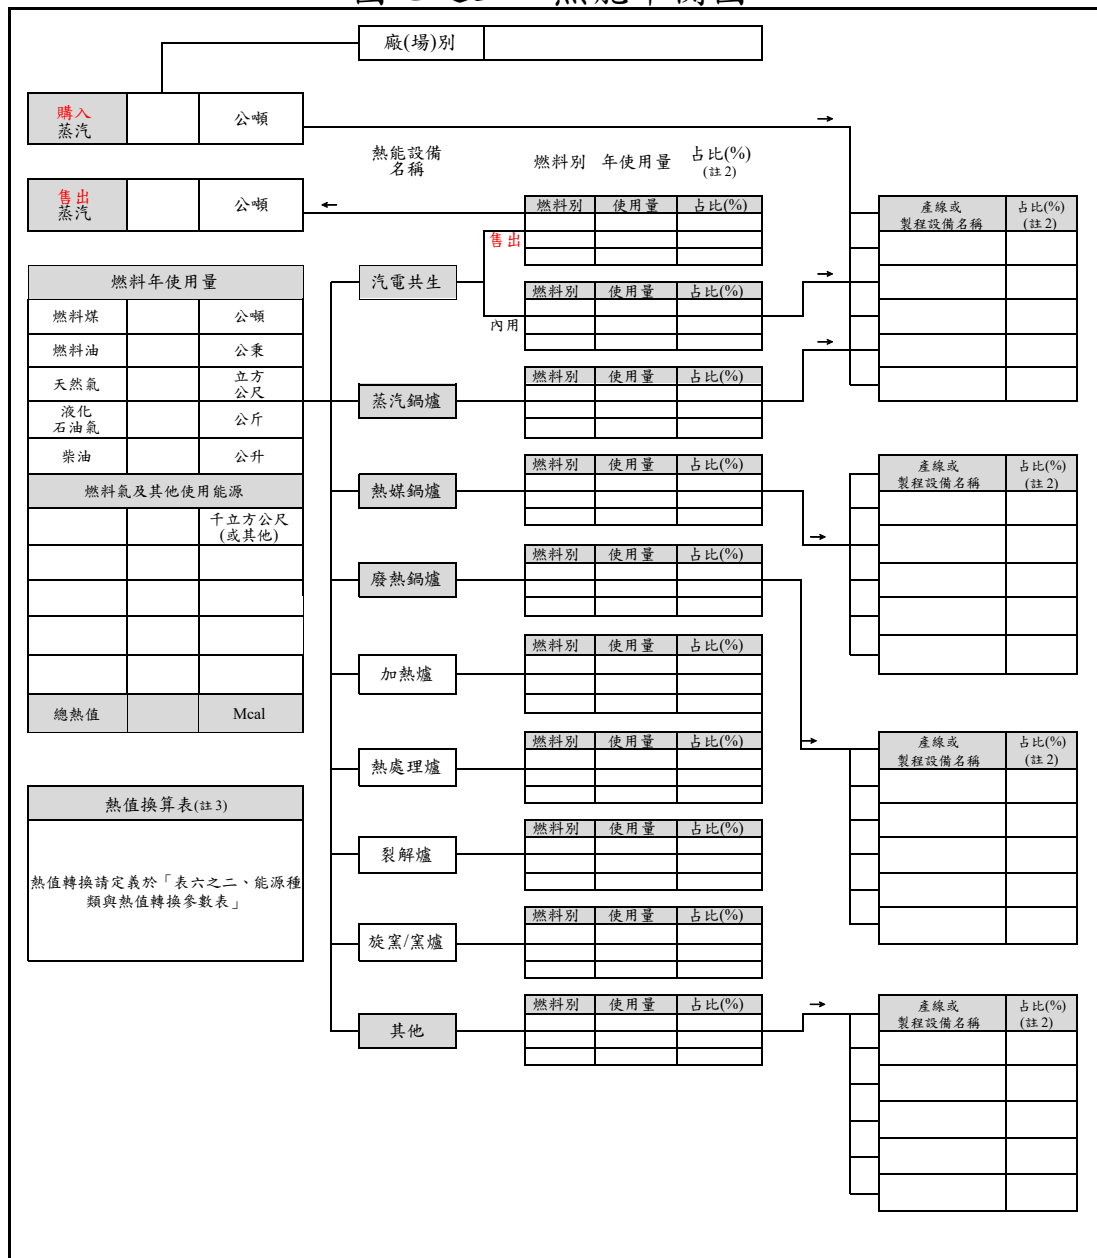 廠(場)別
購入
蒸汽
公噸
熱能設備
名稱
燃料別 年使用量 占比(%)
(註 2)
售出
蒸汽
公噸
燃料別 使用量 占比(%)
售出
產線或
製程設備名稱
占比(%)
(註 2)
燃料年使用量
汽電共生
燃料別 使用量 占比(%)
內用
燃料煤
公噸
燃料油
公秉
天然氣
立方
公尺
液化
石油氣
公斤
柴油
公升
蒸汽鍋爐
燃料別 使用量 占比(%)
燃料氣及其他使用能源
千立方公尺
(或其他)
熱媒鍋爐
燃料別 使用量 占比(%)
產線或
製程設備名稱
占比(%)
(註 2)
廢熱鍋爐
燃料別 使用量 占比(%)
加熱爐
燃料別 使用量 占比(%)
總熱值
Mcal
熱處理爐
燃料別 使用量 占比(%)
產線或
製程設備名稱
占比(%)
(註 2)
熱值換算表(註 3)
熱值轉換請定義於「表六之二、能源種
類與熱值轉換參數表」
裂解爐
燃料別 使用量 占比(%)
旋窯/窯爐
燃料別 使用量 占比(%)
其他
燃料別 使用量 占比(%)
產線或
製程設備名稱
占比(%)
(註 2)